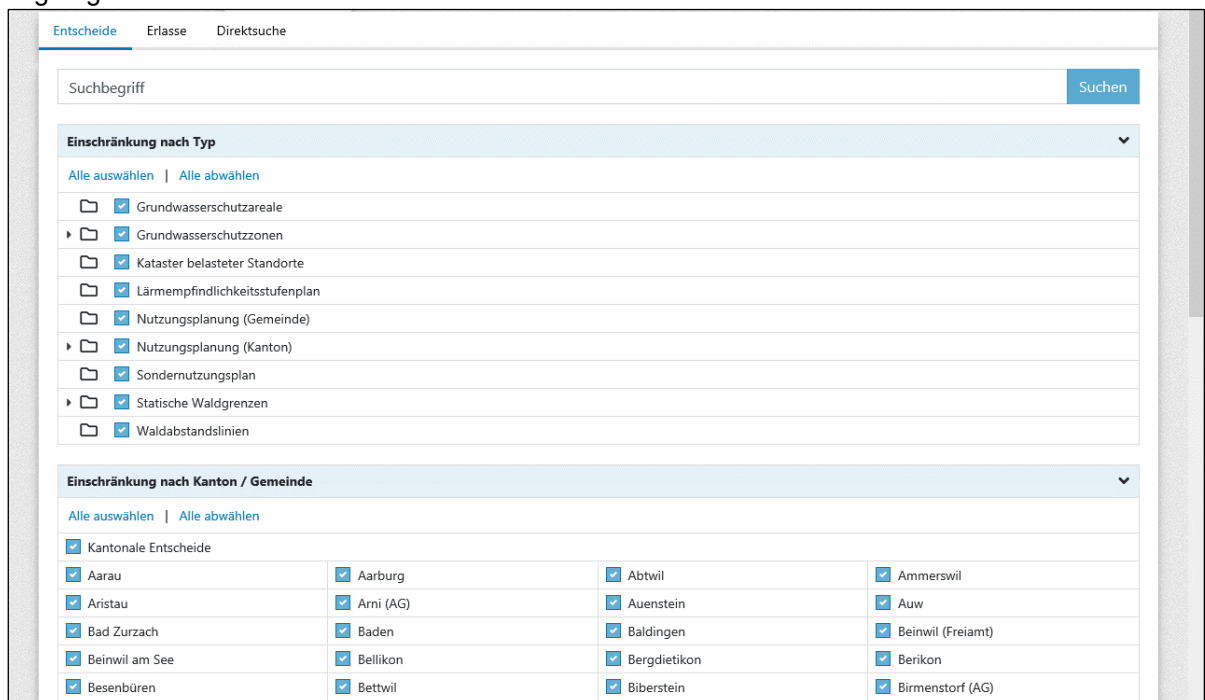 Entscheide Erlasse Direktsuche
Suchbegriff Suchen
Einschränkung nach Typ
Alle auswählen | Alle abwählen
Grundwasserschutzareale
Grundwasserschutzzonen
Kataster belasteter Standorte
Lärmempfindlichkeitsstufenplan
Nutzungsplanung (Gemeinde)
Nutzungsplanung (Kanton)
Sondernutzungsplan
Statische Waldgrenzen
Waldabstandslinien
Einschränkung nach Kanton / Gemeinde
Alle auswählen | Alle abwählen
Kantonale Entscheide
Aarau Aarburg Abtwil Ammerswil
Aristau Arni (AG) Auenstein Auw
Bad Zurzach Baden Baldingen Beinwil (Freiamt)
Beinwil am See Bellikon Bergdietikon Berikon
Besenbüren Bettwil Biberstein Birmenstorf (AG)